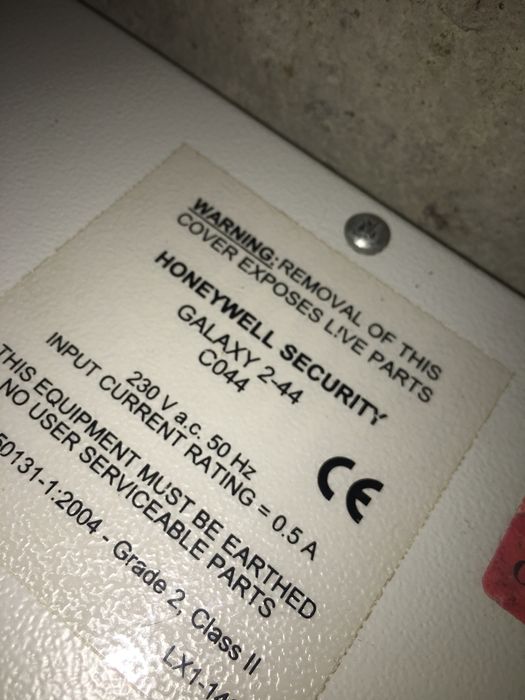 WARNING: REMOVAL OF THIS
COVER EXPOSES LIVE PARTS
HONEYWELL SECURITY
GALAXY 2-44
C044
230 V a.c. 50 Hz
INPUT CURRENT RATING = 0.5 A
CE
THIS EQUIPMENT MUST BE EARTHED
NO USER SERVICEABLE PARTS
50131-1:2004 - Grade 2, Class II
LX1-14